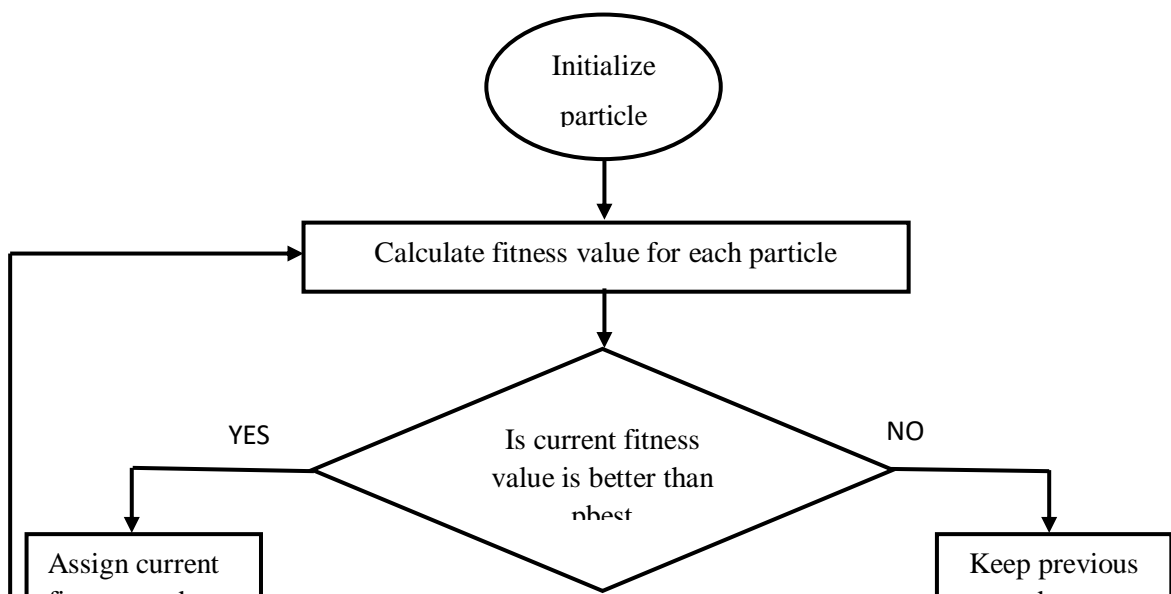 Initialize
particle
Calculate fitness value for each particle
YES
NO
Is current fitness
value is better than
pbest
Assign current
Keep previous